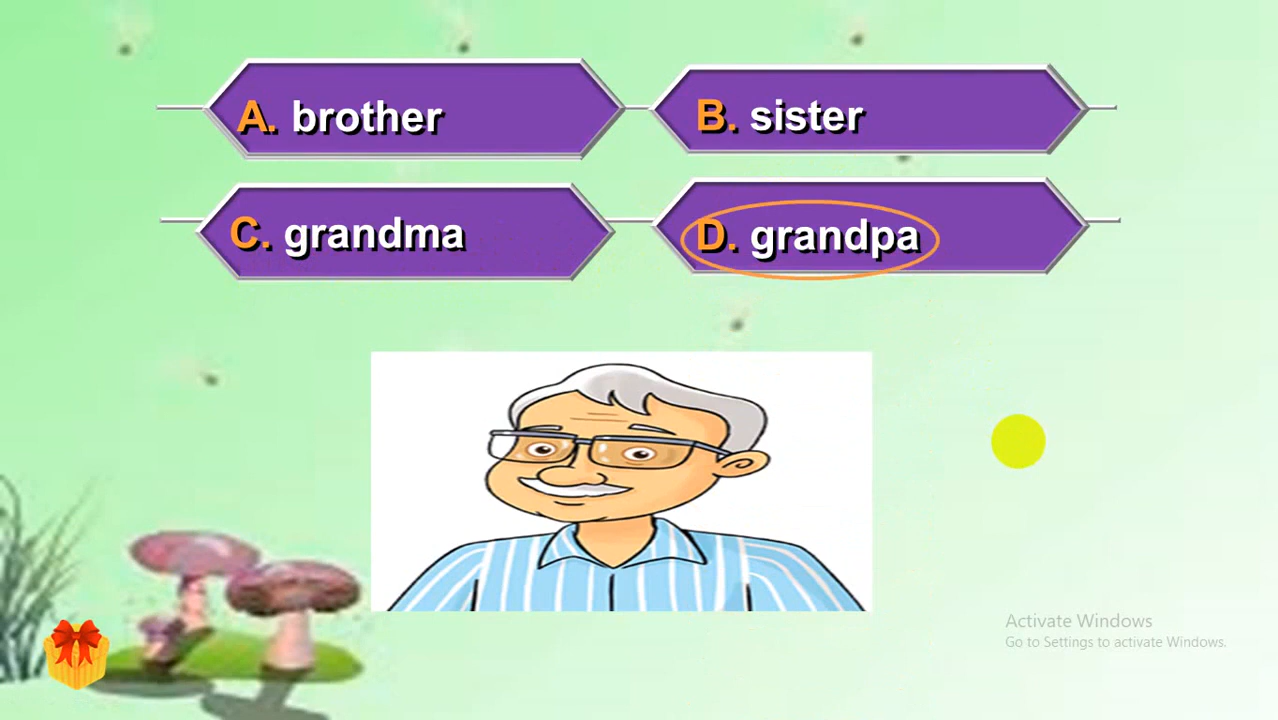 A. brother
B. sister
C. grandma
D. grandpa
Activate Windows
Go to Settings to activate Windows.